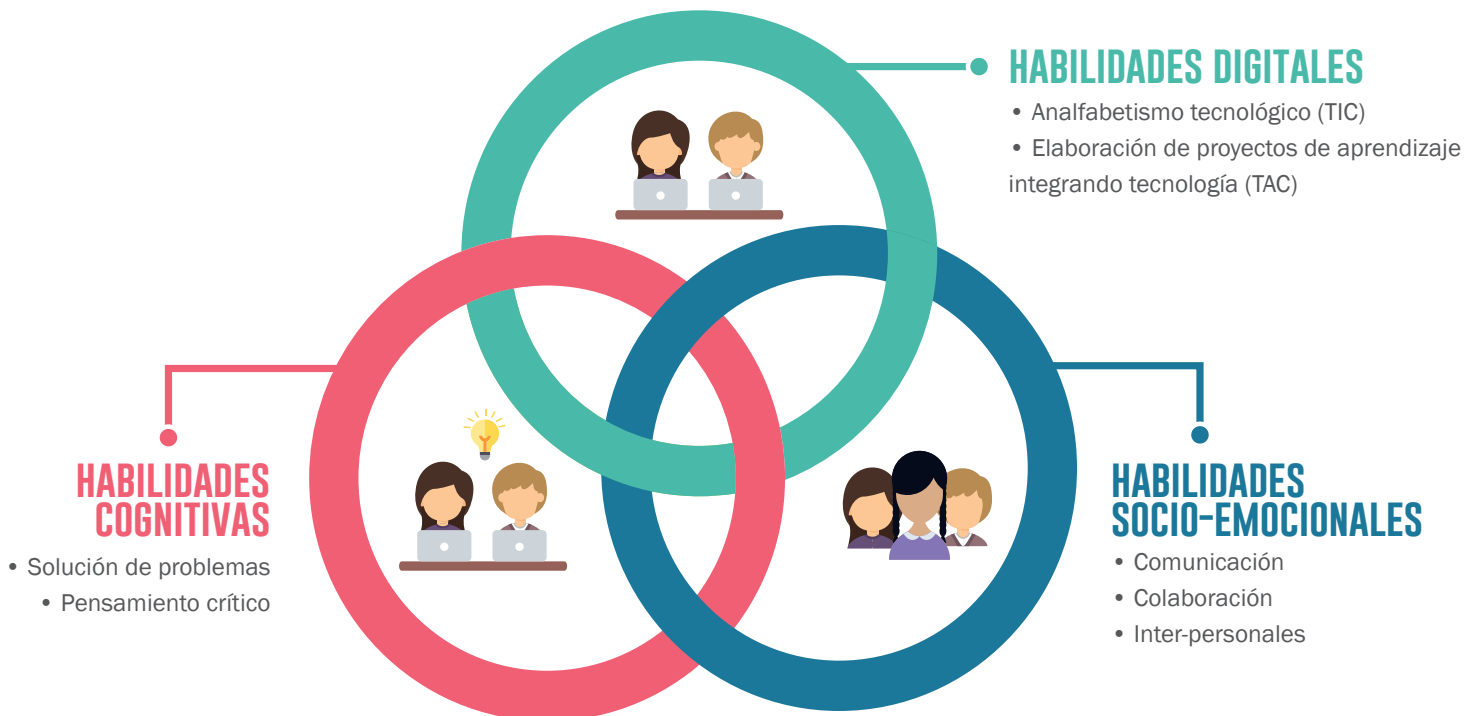 HABILIDADES DIGITALES
• Analfabetismo tecnológico (TIC)
• Elaboración de proyectos de aprendizaje
integrando tecnología (TAC)
HABILIDADES
COGNITIVAS
• Solución de problemas
• Pensamiento crítico
HABILIDADES
SOCIO-EMOCIONALES
• Comunicación
• Colaboración
• Inter-personales